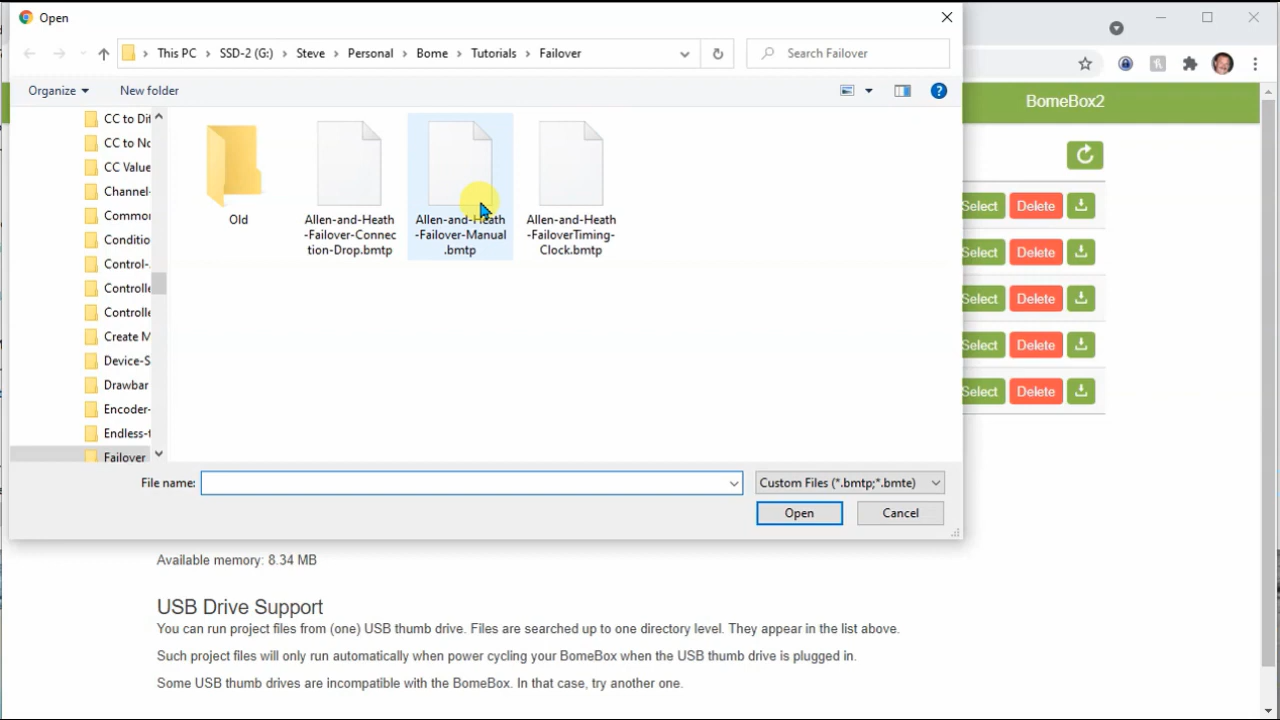 Open
This PC > SSD-2 (G:) > Steve > Personal > Bome > Tutorials > Failover
Search Failover
Organize
New folder
BomeBox2
CC to Dif
CC to No
CC Value
Channel-
Common
Conditio
Control-
Controlle
Controlle
Create M
Device-S
Drawbar
Encoder-
Endless-t
Failover
Old
Allen-and-Heath
-Failover-Connec
tion-Drop.bmtp
Allen-and-Heath
-Failover-Manual
.bmtp
Allen-and-Heath
-FailoverTiming-
Clock.bmtp
Select Delete
Select Delete
Select Delete
Select Delete
Select Delete
File name:
Custom Files (*.bmtp;*.bmte)
Open
Cancel
Available memory: 8.34 MB
USB Drive Support
You can run project files from (one) USB thumb drive. Files are searched up to one directory level. They appear in the list above.
Such project files will only run automatically when power cycling your BomeBox when the USB thumb drive is plugged in.
Some USB thumb drives are incompatible with the BomeBox. In that case, try another one.